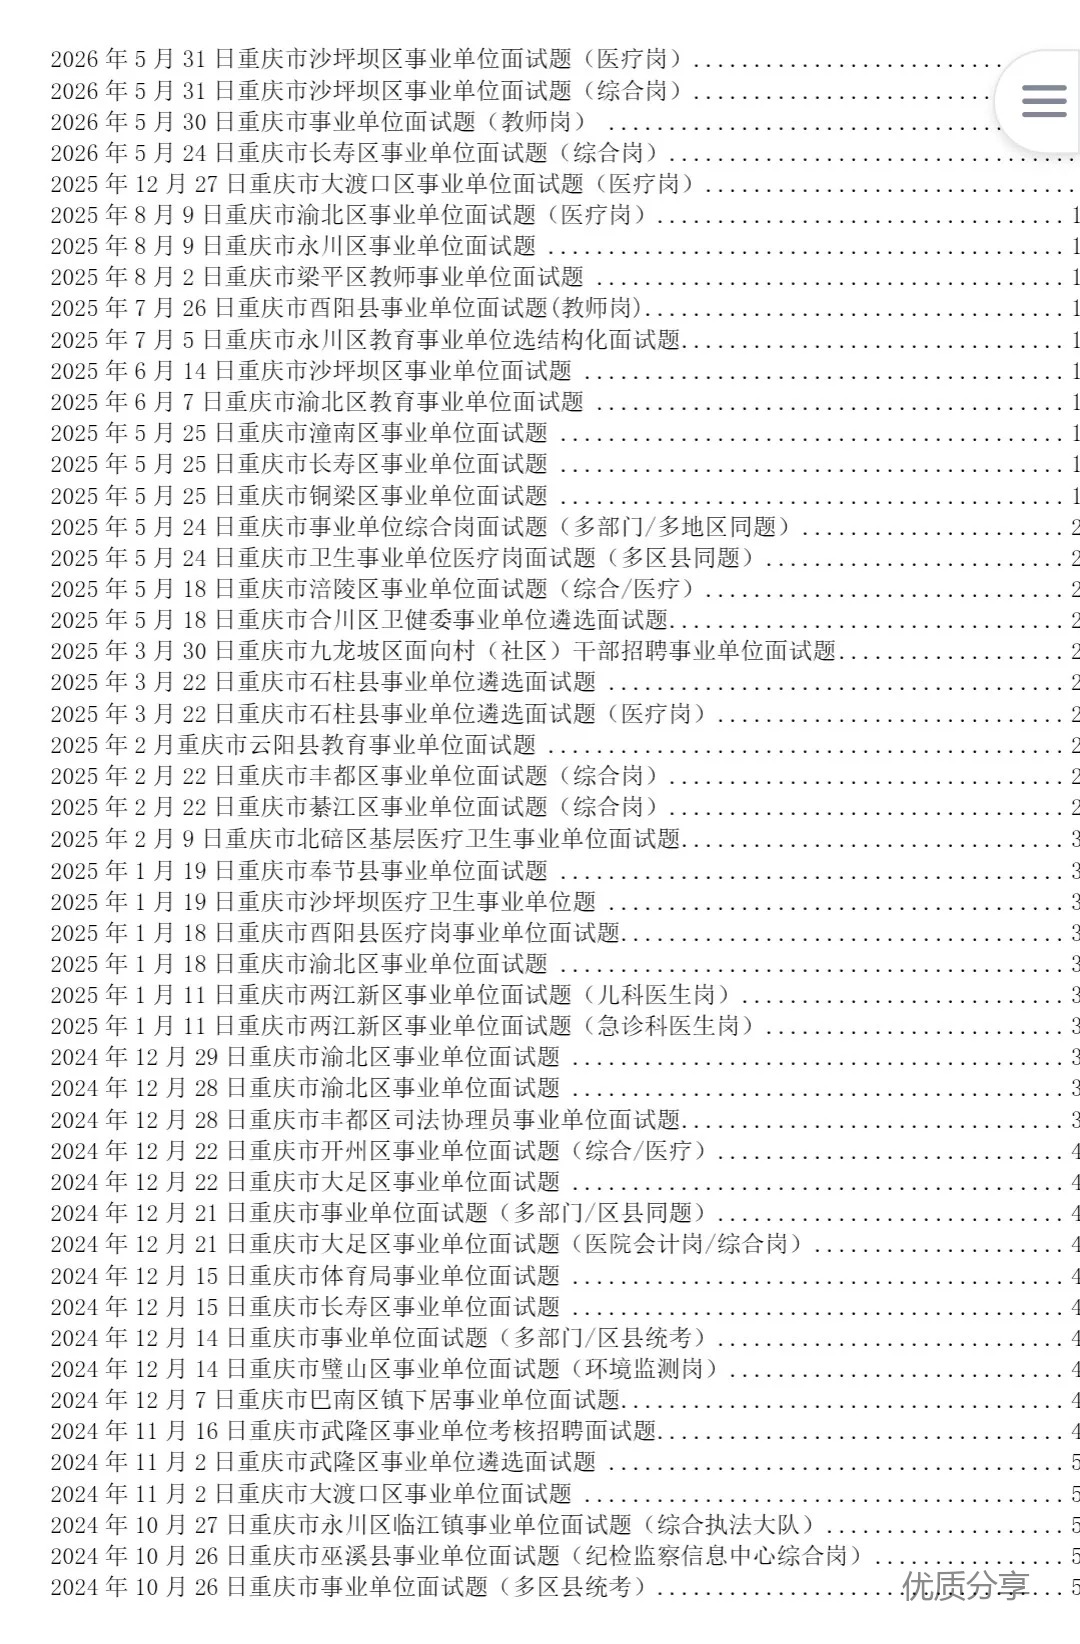 2026 年 5 月 31 日重庆市沙坪坝区事业单位面试题（医疗岗）..............................
2026 年 5 月 31 日重庆市沙坪坝区事业单位面试题（综合岗）..............................
2026 年 5 月 30 日重庆市事业单位面试题（教师岗） ..............................
2026 年 5 月 24 日重庆市长寿区事业单位面试题（综合岗）..............................
2025 年 12 月 27 日重庆市大渡口区事业单位面试题（医疗岗）..............................
2025 年 8 月 9 日重庆市渝北区事业单位面试题（医疗岗）.............................. 1
2025 年 8 月 9 日重庆市永川区事业单位面试题 .............................. 1
2025 年 8 月 2 日重庆市梁平区教师事业单位面试题 .............................. 1
2025 年 7 月 26 日重庆市酉阳县事业单位面试题(教师岗).............................. 1
2025 年 7 月 5 日重庆市永川区教育事业单位选结构化面试题.............................. 1
2025 年 6 月 14 日重庆市沙坪坝区事业单位面试题 .............................. 1
2025 年 6 月 7 日重庆市渝北区教育事业单位面试题 .............................. 1
2025 年 5 月 25 日重庆市潼南区事业单位面试题 .............................. 1
2025 年 5 月 25 日重庆市长寿区事业单位面试题 .............................. 1
2025 年 5 月 25 日重庆市铜梁区事业单位面试题 .............................. 1
2025 年 5 月 24 日重庆市事业单位综合岗面试题（多部门/多地区同题）.............................. 2
2025 年 5 月 24 日重庆市卫生事业单位医疗岗面试题（多区县同题）.............................. 2
2025 年 5 月 18 日重庆市涪陵区事业单位面试题（综合/医疗）.............................. 2
2025 年 5 月 18 日重庆市合川区卫健委事业单位遴选面试题.............................. 2
2025 年 3 月 30 日重庆市九龙坡区面向村（社区）干部招聘事业单位面试题.............................. 2
2025 年 3 月 22 日重庆市石柱县事业单位遴选面试题 .............................. 2
2025 年 3 月 22 日重庆市石柱县事业单位遴选面试题（医疗岗）.............................. 2
2025 年 2 月重庆市云阳县教育事业单位面试题 .............................. 2
2025 年 2 月 22 日重庆市丰都区事业单位面试题（综合岗）.............................. 2
2025 年 2 月 22 日重庆市綦江区事业单位面试题（综合岗）.............................. 2
2025 年 2 月 9 日重庆市北碚区基层医疗卫生事业单位面试题.............................. 3
2025 年 1 月 19 日重庆市奉节县事业单位面试题 .............................. 3
2025 年 1 月 19 日重庆市沙坪坝医疗卫生事业单位题 .............................. 3
2025 年 1 月 18 日重庆市酉阳县医疗岗事业单位面试题.............................. 3
2025 年 1 月 18 日重庆市渝北区事业单位面试题 .............................. 3
2025 年 1 月 11 日重庆市两江新区事业单位面试题（儿科医生岗）.............................. 3
2025 年 1 月 11 日重庆市两江新区事业单位面试题（急诊科医生岗）.............................. 3
2024 年 12 月 29 日重庆市渝北区事业单位面试题 .............................. 3
2024 年 12 月 28 日重庆市渝北区事业单位面试题 .............................. 3
2024 年 12 月 28 日重庆市丰都区司法协理员事业单位面试题.............................. 3
2024 年 12 月 22 日重庆市开州区事业单位面试题（综合/医疗）.............................. 4
2024 年 12 月 22 日重庆市大足区事业单位面试题 .............................. 4
2024 年 12 月 21 日重庆市事业单位面试题（多部门/区县同题）.............................. 4
2024 年 12 月 21 日重庆市大足区事业单位面试题（医院会计岗/综合岗）.............................. 4
2024 年 12 月 15 日重庆市体育局事业单位面试题 .............................. 4
2024 年 12 月 15 日重庆市长寿区事业单位面试题 .............................. 4
2024 年 12 月 14 日重庆市事业单位面试题（多部门/区县统考）.............................. 4
2024 年 12 月 14 日重庆市璧山区事业单位面试题（环境监测岗）.............................. 4
2024 年 12 月 7 日重庆市巴南区镇下居事业单位面试题.............................. 4
2024 年 11 月 16 日重庆市武隆区事业单位考核招聘面试题.............................. 4
2024 年 11 月 2 日重庆市武隆区事业单位遴选面试题 .............................. 5
2024 年 11 月 2 日重庆市大渡口区事业单位面试题 .............................. 5
2024 年 10 月 27 日重庆市永川区临江镇事业单位面试题（综合执法大队）.............................. 5
2024 年 10 月 26 日重庆市巫溪县事业单位面试题（纪检监察信息中心综合岗）.............................. 5
2024 年 10 月 26 日重庆市事业单位面试题（多区县统考）.............................. 5
优质分享